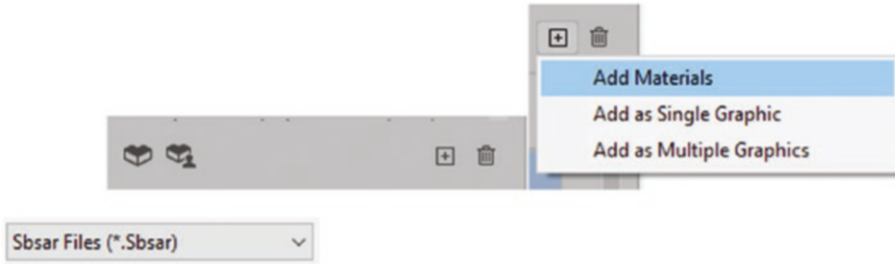 Add Materials
Add as Single Graphic
Add as Multiple Graphics
Sbsar Files (*.Sbsar)